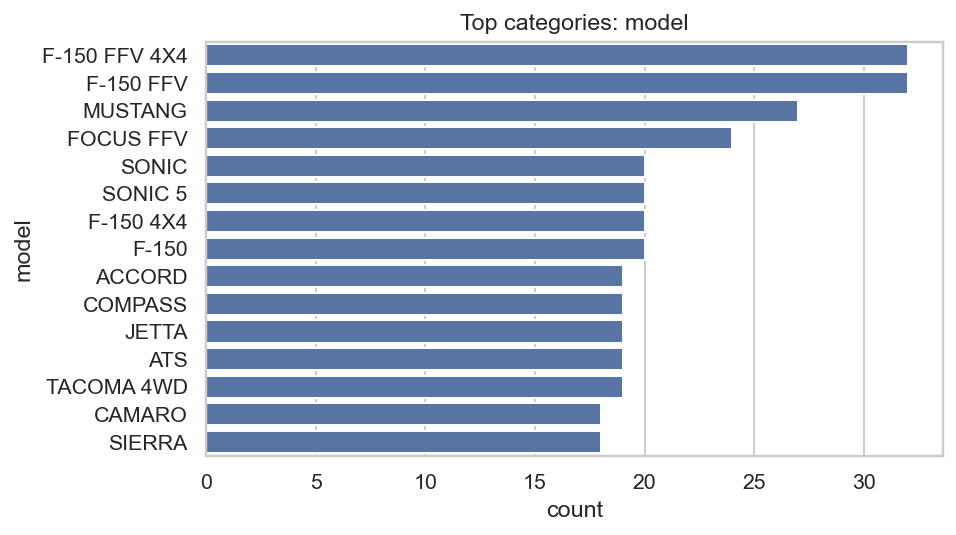 Top categories: model
F-150 FFV 4X4
F-150 FFV
MUSTANG
FOCUS FFV
SONIC
SONIC 5
F-150 4X4
F-150
ACCORD
COMPASS
JETTA
ATS
TACOMA 4WD
CAMARO
SIERRA
model
0 5 10 15 20 25 30
count